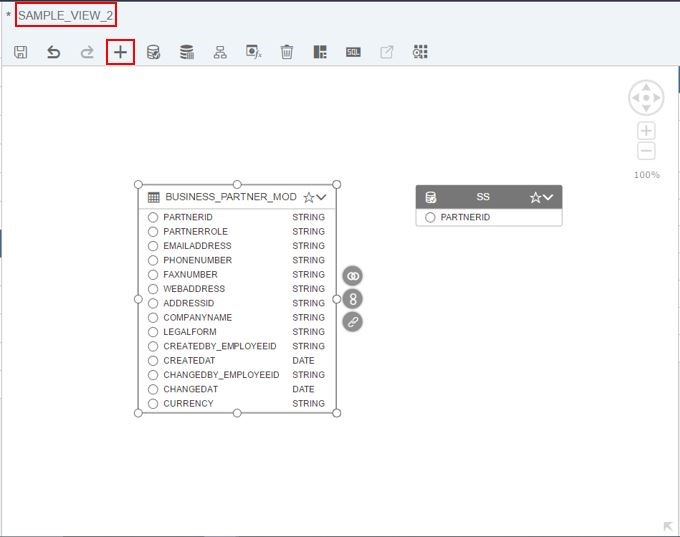 * SAMPLE_VIEW_2
SQL
fx
100%
BUSINESS_PARTNER_MOD
PARTNERID STRING
PARTNERROLE STRING
EMAILADDRESS STRING
PHONENUMBER STRING
FAXNUMBER STRING
WEBADDRESS STRING
ADDRESSID STRING
COMPANYNAME STRING
LEGALFORM STRING
CREATEDBY_EMPLOYEEID STRING
CREATEDAT DATE
CHANGEDBY_EMPLOYEEID STRING
CHANGEDAT DATE
CURRENCY STRING
SS
PARTNERID